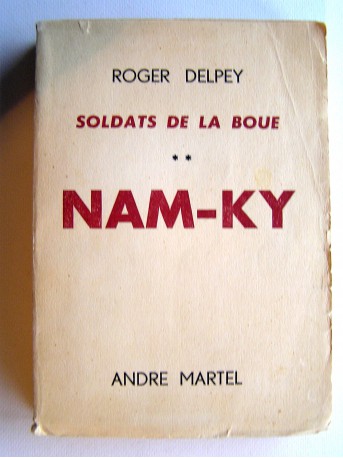 ROGER DELPEY
SOLDATS DE LA BOUE
**
NAM-KY
ANDRE MARTEL